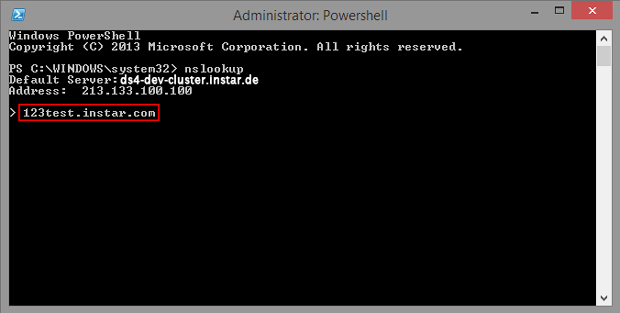 Administrator: Powershell
Windows PowerShell
Copyright (C) 2013 Microsoft Corporation. All rights reserved.
PS C:\WINDOWS\system32> nslookup
Default Server: ds4-dev-cluster.instar.de
Address:  213.133.100.100
> 123test.instar.com